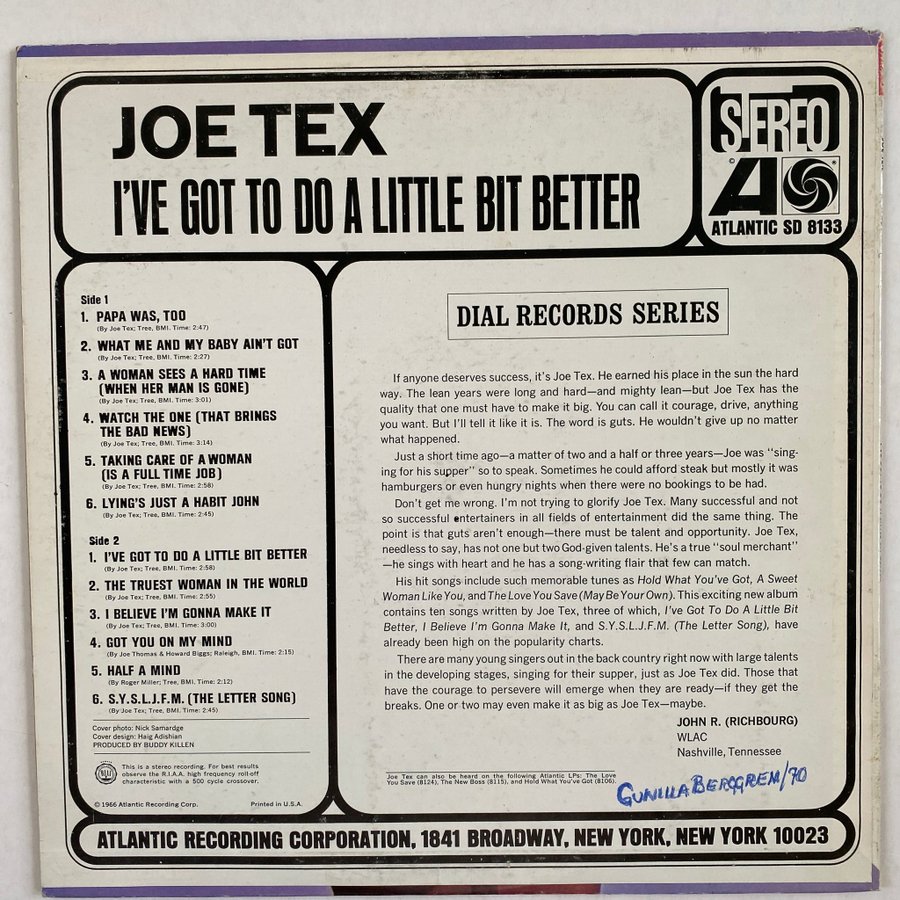 JOE TEX
I'VE GOT TO DO A LITTLE BIT BETTER
STEREO
©
®
A
ATLANTIC SD 8133
Side 1
1. PAPA WAS, TOO
(By Joe Tex; Tree, BMI. Time: 2:47)
2. WHAT ME AND MY BABY AIN'T GOT
(By Joe Tex; Tree, BMI. Time: 2:27)
3. A WOMAN SEES A HARD TIME
(WHEN HER MAN IS GONE)
(By Joe Tex; Tree, BMI. Time: 3:01)
4. WATCH THE ONE (THAT BRINGS
THE BAD NEWS)
(By Joe Tex; Tree, BMI. Time: 3:14)
5. TAKING CARE OF A WOMAN
(IS A FULL TIME JOB)
(By Joe Tex; Tree, BMI. Time: 2:58)
6. LYING'S JUST A HABIT JOHN
(By Joe Tex; Tree, BMI. Time: 2:45)
Side 2
1. I'VE GOT TO DO A LITTLE BIT BETTER
(By Joe Tex; Tree, BMI. Time: 2:58)
2. THE TRUEST WOMAN IN THE WORLD
(By Joe Tex; Tree, BMI. Time: 2:55)
3. I BELIEVE I'M GONNA MAKE IT
(By Joe Tex; Tree, BMI. Time: 3:00)
4. GOT YOU ON MY MIND
(By Joe Thomas & Howard Biggs; Raleigh, BMI. Time: 2:15)
5. HALF A MIND
(By Roger Miller; Tree, BMI. Time: 2:12)
6. S.Y.S.L.J.F.M. (THE LETTER SONG)
(By Joe Tex; Tree, BMI. Time: 2:45)
Cover photo: Nick Samardge
Cover design: Haig Adishian
PRODUCED BY BUDDY KILLEN
This is a stereo recording. For best results
observe the R.I.A.A. high frequency roll-off
characteristic with a 500 cycle crossover.
© 1966 Atlantic Recording Corp. Printed in U.S.A.
DIAL RECORDS SERIES
If anyone deserves success, it's Joe Tex. He earned his place in the sun the hard
way. The lean years were long and hard—and mighty lean—but Joe Tex has the
quality that one must have to make it big. You can call it courage, drive, anything
you want. But I'll tell it like it is. The word is guts. He wouldn't give up no matter
what happened.
Just a short time ago—a matter of two and a half or three years—Joe was "sing-
ing for his supper" so to speak. Sometimes he could afford steak but mostly it was
hamburgers or even hungry nights when there were no bookings to be had.
Don't get me wrong. I'm not trying to glorify Joe Tex. Many successful and not
so successful entertainers in all fields of entertainment did the same thing. The
point is that guts aren't enough—there must be talent and opportunity. Joe Tex,
needless to say, has not one but two God-given talents. He's a true "soul merchant"
—he sings with heart and he has a song-writing flair that few can match.
His hit songs include such memorable tunes as Hold What You've Got, A Sweet
Woman Like You, and The Love You Save (May Be Your Own). This exciting new album
contains ten songs written by Joe Tex, three of which, I've Got To Do A Little Bit
Better, I Believe I'm Gonna Make It, and S.Y.S.L.J.F.M. (The Letter Song), have
already been high on the popularity charts.
There are many young singers out in the back country right now with large talents
in the developing stages, singing for their supper, just as Joe Tex did. Those that
have the courage to persevere will emerge when they are ready—if they get the
breaks. One or two may even make it as big as Joe Tex—maybe.
JOHN R. (RICHBOURG)
WLAC
Nashville, Tennessee
Joe Tex can also be heard on the following Atlantic LPs: The Love
You Save (8124), The New Boss (8115), and Hold What You've Got (8106).
GUNILLA BERGGREN/70
ATLANTIC RECORDING CORPORATION, 1841 BROADWAY, NEW YORK, NEW YORK 10023